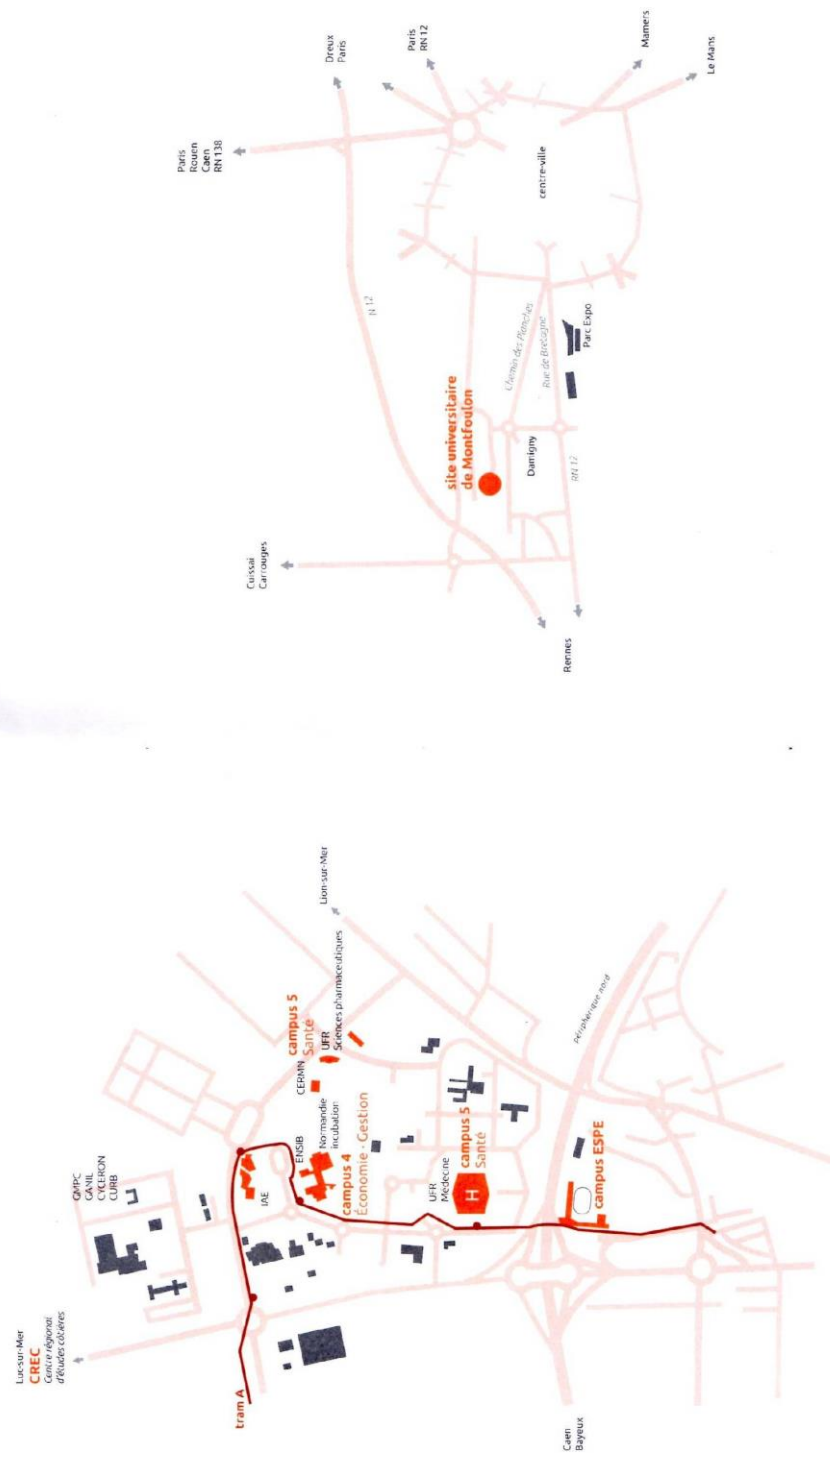 Luc-sur-Mer
CREC
Centre régional
d'études côtières
GMPC
GANIL
CYCERON
CURB
tram A
IAE
ENSIB
Normandie
incubation
campus 4
Économie - Gestion
CERMN
campus 5
Santé
UFR
Sciences pharmaceutiques
Lion-sur-Mer
UFR
Médecine
H
campus 5
Santé
Périphérique nord
campus ESPE
Caen
Bayeux
Paris
Rouen
Caen
RN 138
Dreux
Paris
Paris
RN 12
Mamers
Le Mans
N 12
centre-ville
Cuissai
Carrouges
site universitaire
de Montfoulon
Chemin des Planches
Rue de Bretagne
Parc Expo
Damigny
RN 12
Rennes